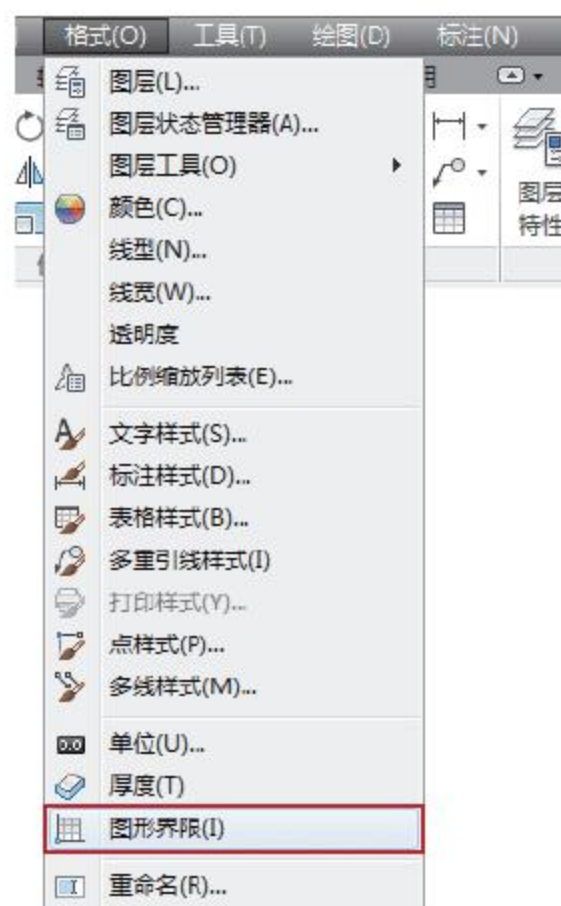 格式(O) 工具(T) 绘图(D) 标注(N)
图层(L)...
图层状态管理器(A)...
图层工具(O)
颜色(C)...
线型(N)...
线宽(W)...
透明度
比例缩放列表(E)...
文字样式(S)...
标注样式(D)...
表格样式(B)...
多重引线样式(I)
打印样式(Y)...
点样式(P)...
多线样式(M)...
0.0 单位(U)...
厚度(T)
图形界限(I)
重命名(R)...
图层
特性